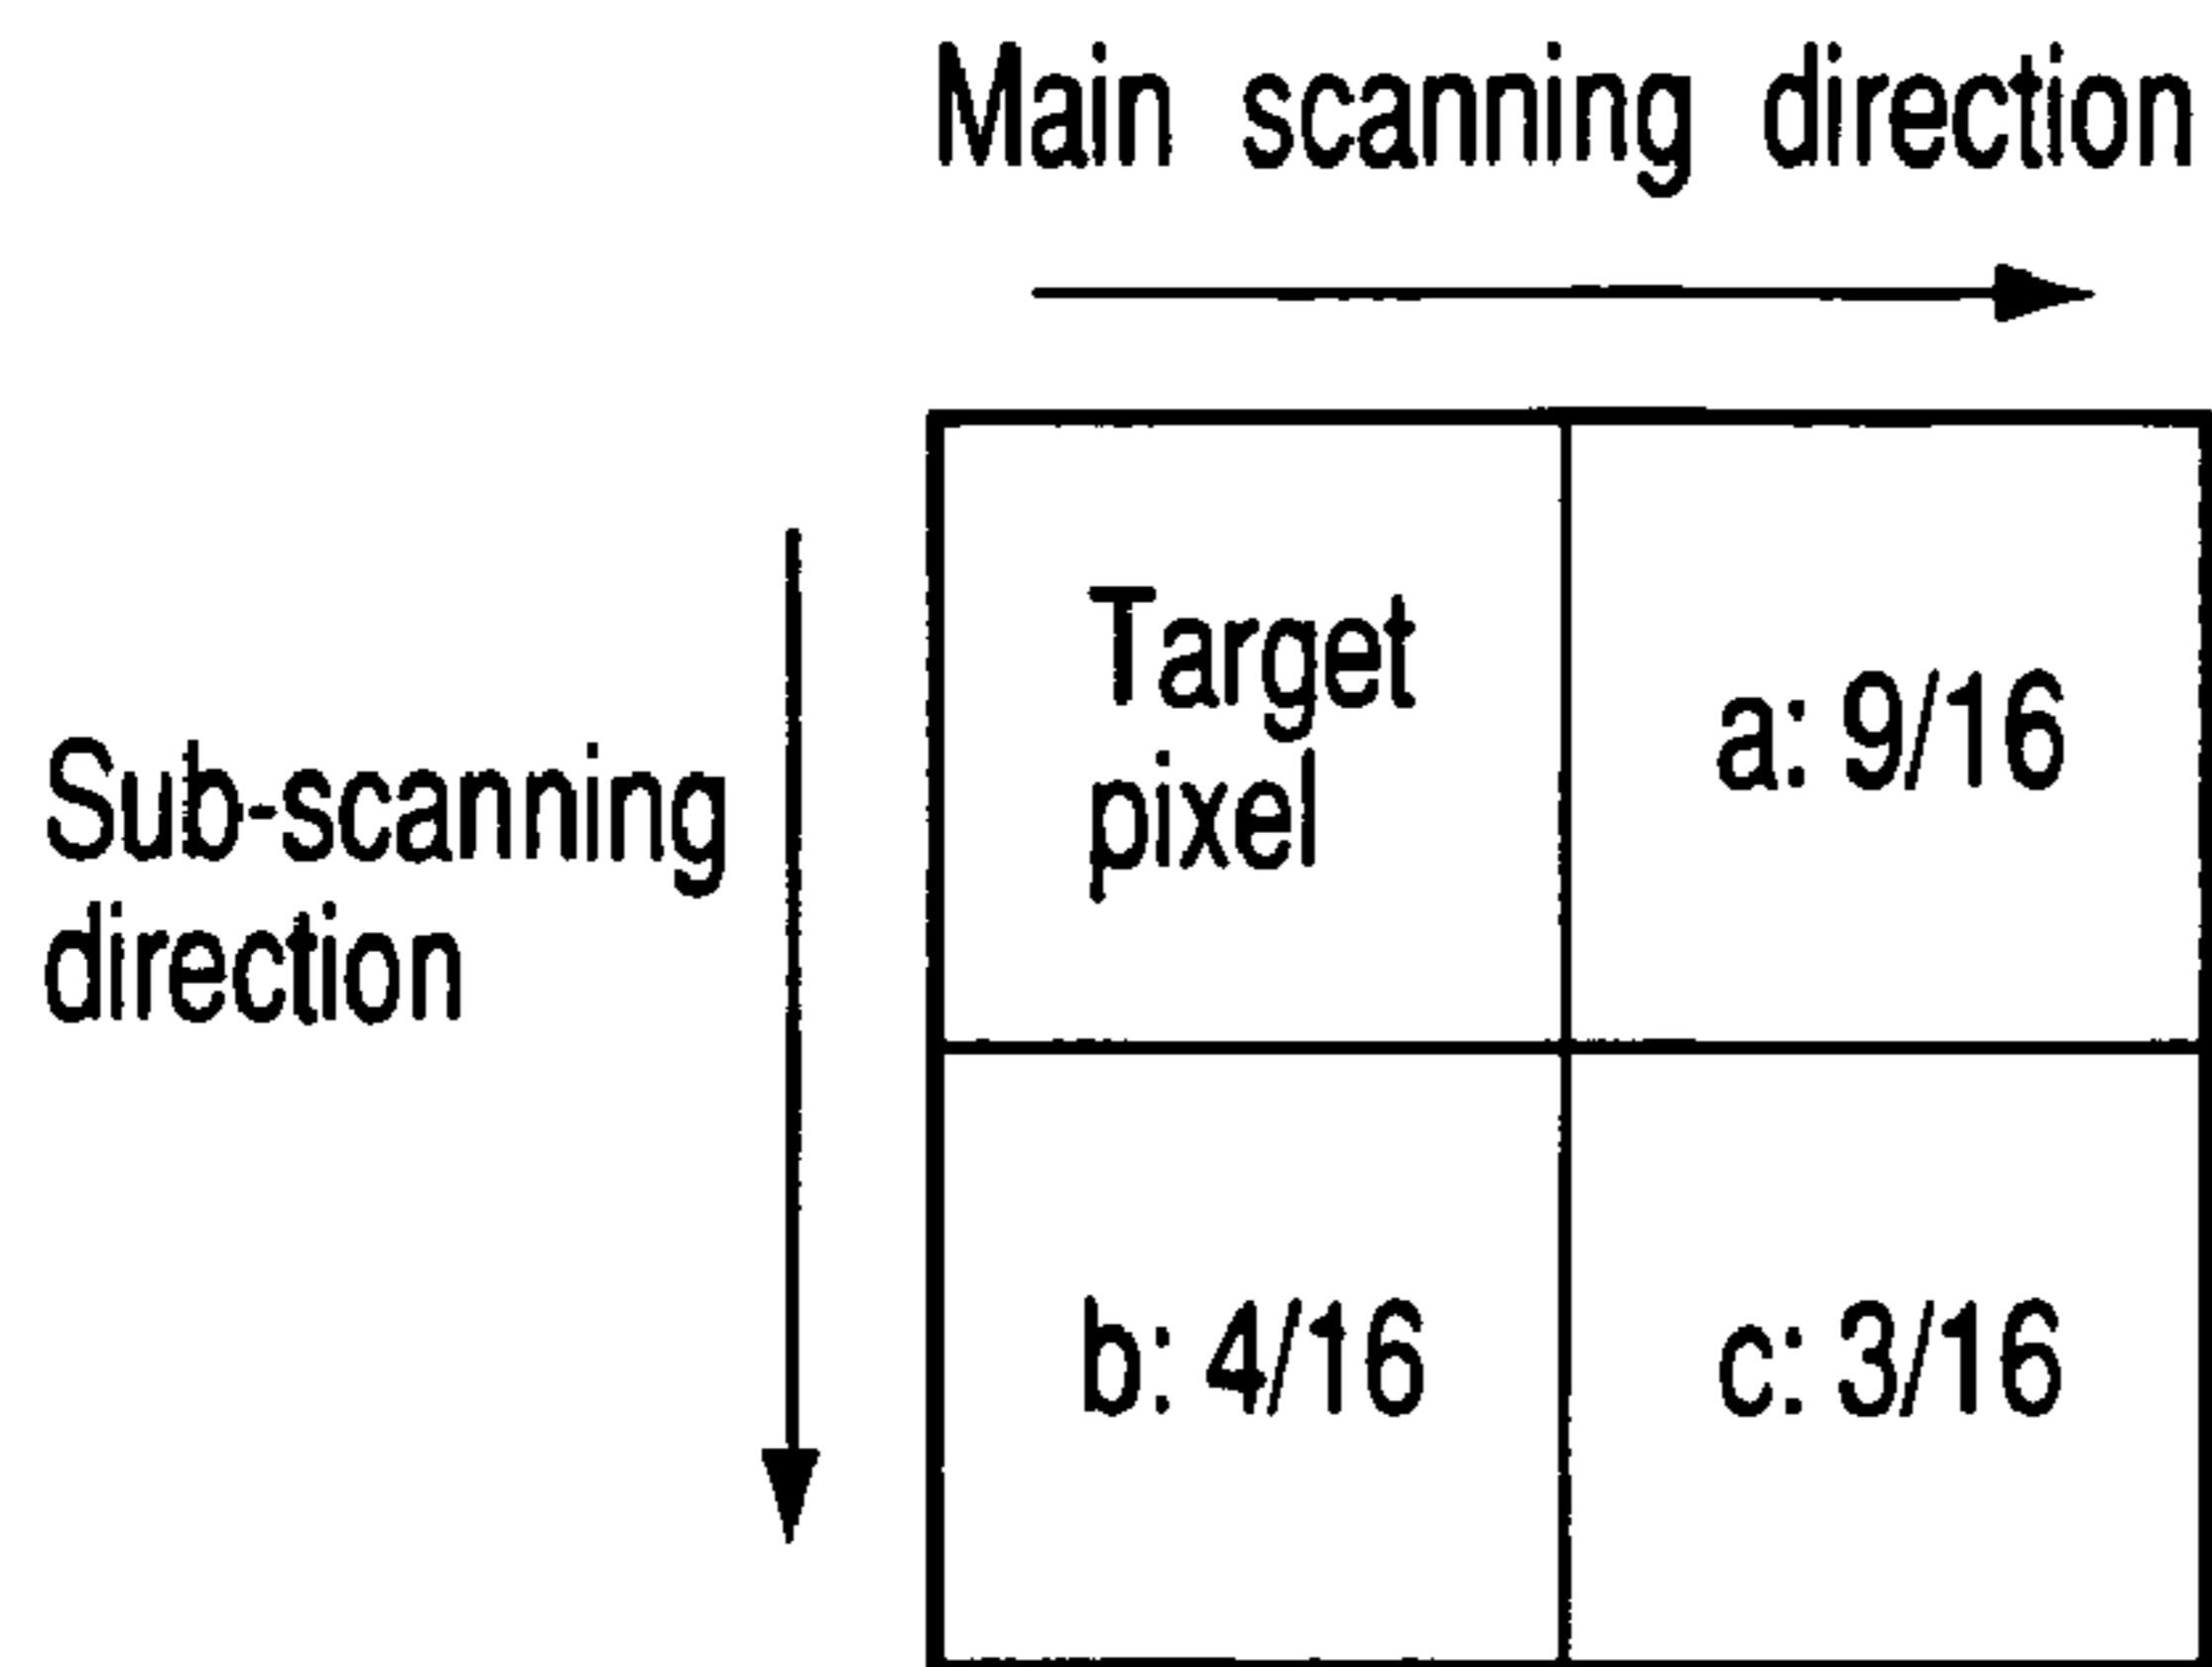 Main scanning direction
Target
pixel
a: 9/16
Sub-scanning
direction
b: 4/16
c: 3/16